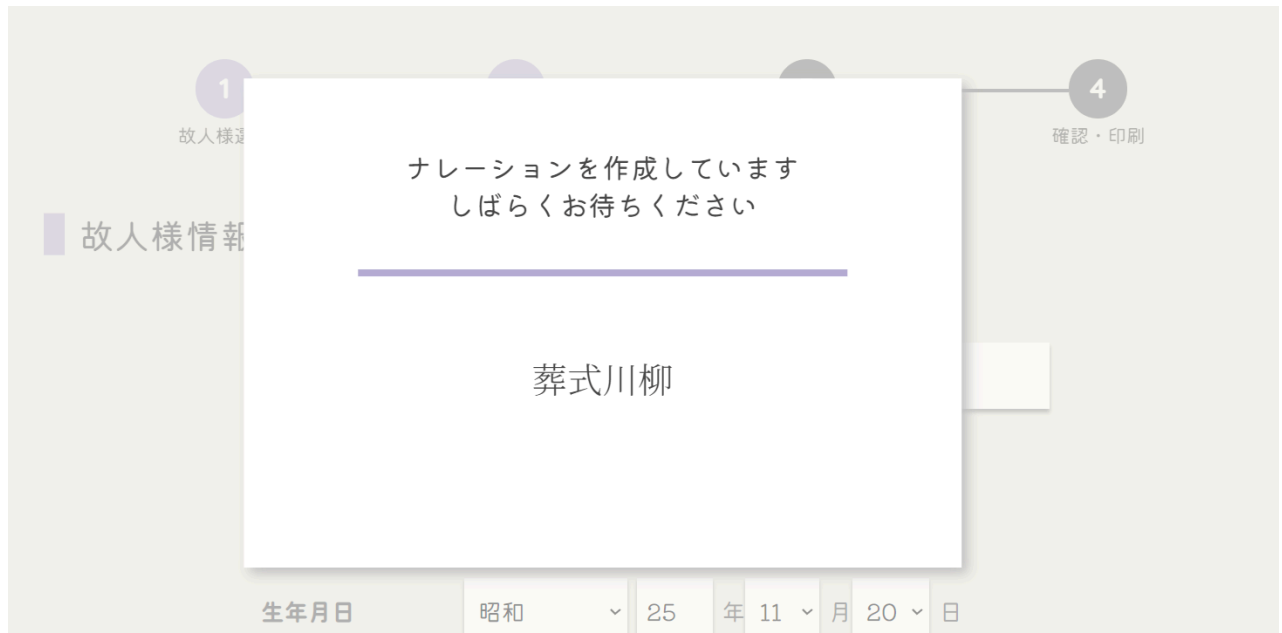 1
4
故人様選
確認・印刷
ナレーションを作成しています
しばらくお待ちください
故人様情報
葬式川柳
生年月日 昭和 25 年 11 月 20 日